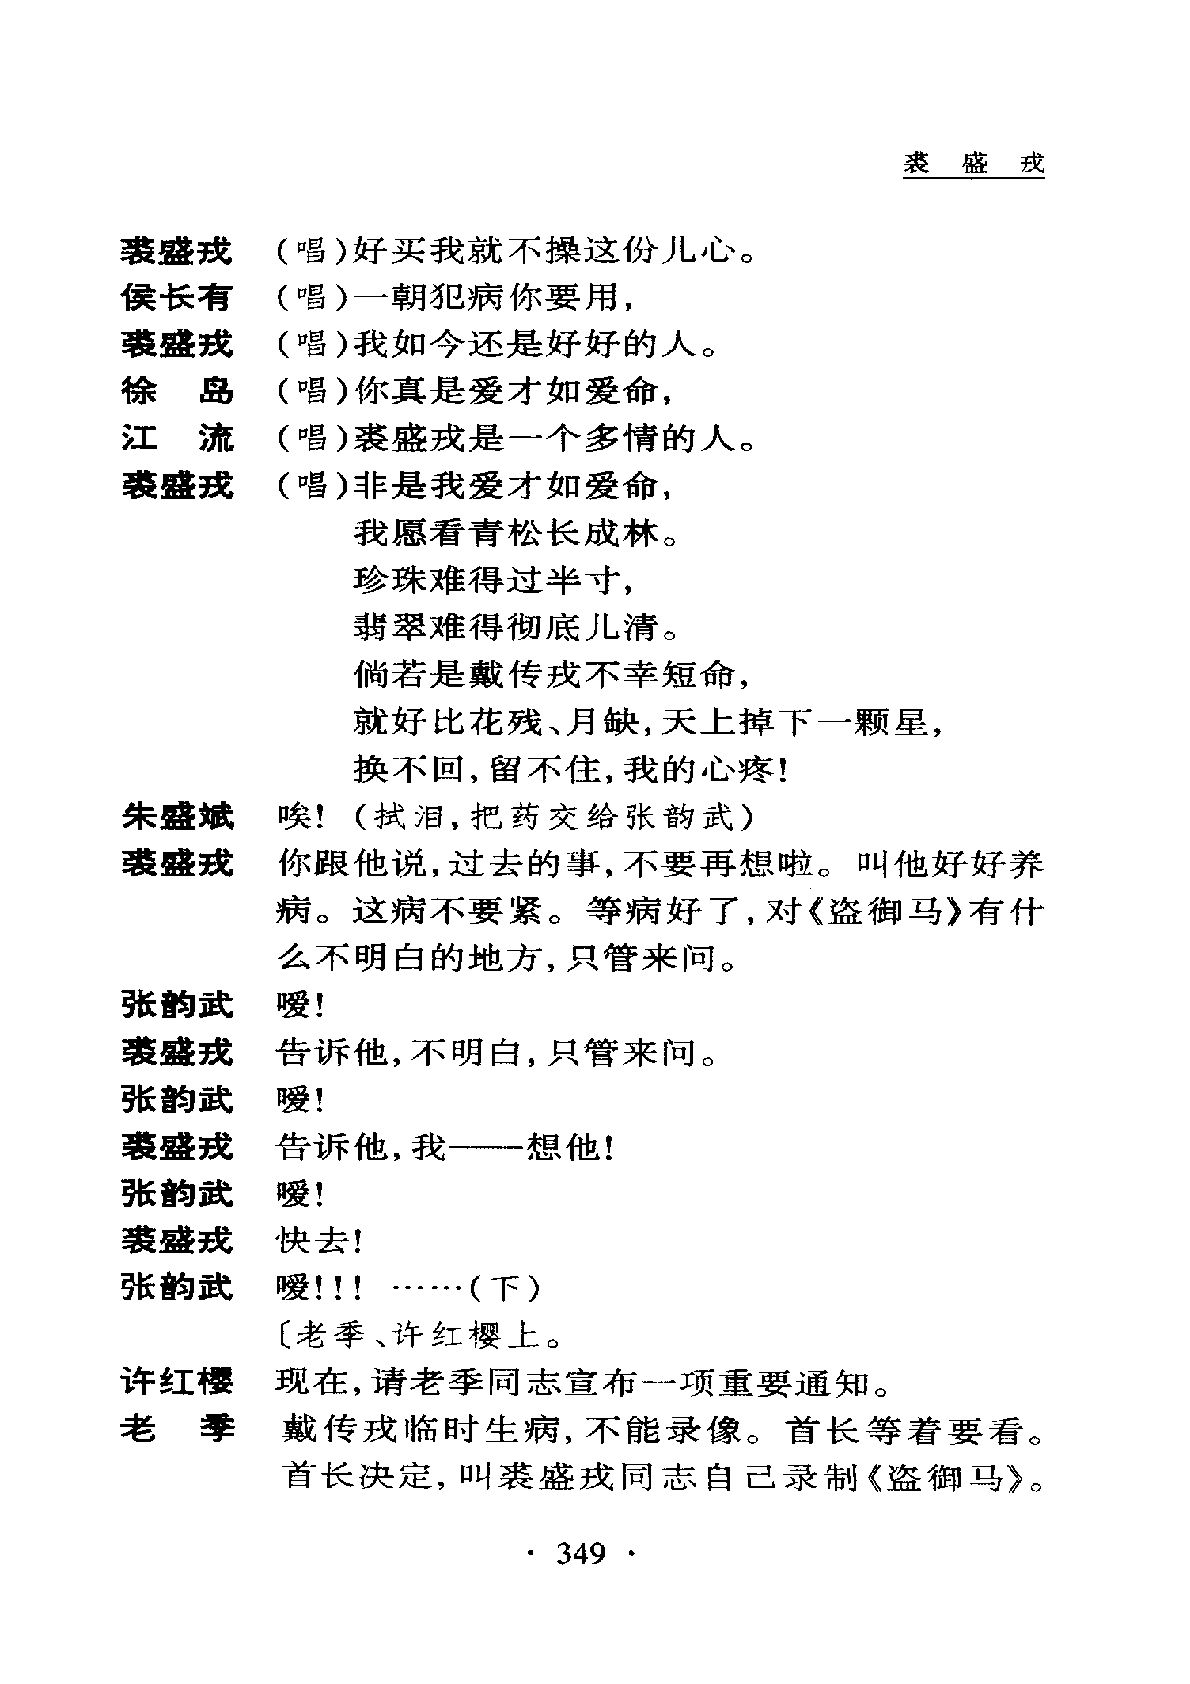 裘　盛　戎
裘盛戎　(唱)好买我就不操这份儿心。
侯长有　(唱)一朝犯病你要用，
裘盛戎　(唱)我如今还是好好的人。
徐　岛　(唱)你真是爱才如爱命，
江　流　(唱)裘盛戎是一个多情的人。
裘盛戎　(唱)非是我爱才如爱命，
我愿看青松长成林。
珍珠难得过半寸，
翡翠难得彻底儿清。
倘若是戴传戎不幸短命，
就好比花残、月缺，天上掉下一颗星，
换不回，留不住，我的心疼！
朱盛斌　唉！（拭泪，把药交给张韵武）
裘盛戎　你跟他说，过去的事，不要再想啦。叫他好好养
病。这病不要紧。等病好了，对《盗御马》有什
么不明白的地方，只管来问。
张韵武　嗳！
裘盛戎　告诉他，不明白，只管来问。
张韵武　嗳！
裘盛戎　告诉他，我——想他！
张韵武　嗳！
裘盛戎　快去！
张韵武　嗳！！！ ……(下)
〔老季、许红樱上。
许红樱　现在，请老季同志宣布一项重要通知。
老　季　戴传戎临时生病，不能录像。首长等着要看。
首长决定，叫裘盛戎同志自己录制《盗御马》。
· 349 ·